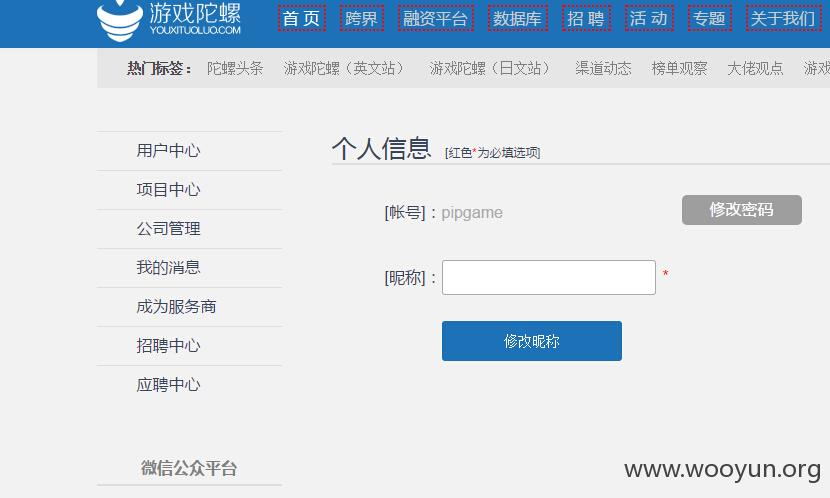 游戏陀螺
YOUXITUOLUO.COM
首 页 跨界 融资平台 数据库 招 聘 活 动 专题 关于我们
热门标签： 陀螺头条 游戏陀螺（英文站） 游戏陀螺（日文站） 渠道动态 榜单观察 大佬观点 游戏
用户中心
项目中心
公司管理
我的消息
成为服务商
招聘中心
应聘中心
微信公众平台
个人信息 [红色*为必填选项]
[帐号]：pipgame
修改密码
[昵称]： *
修改昵称
www.wooyun.org